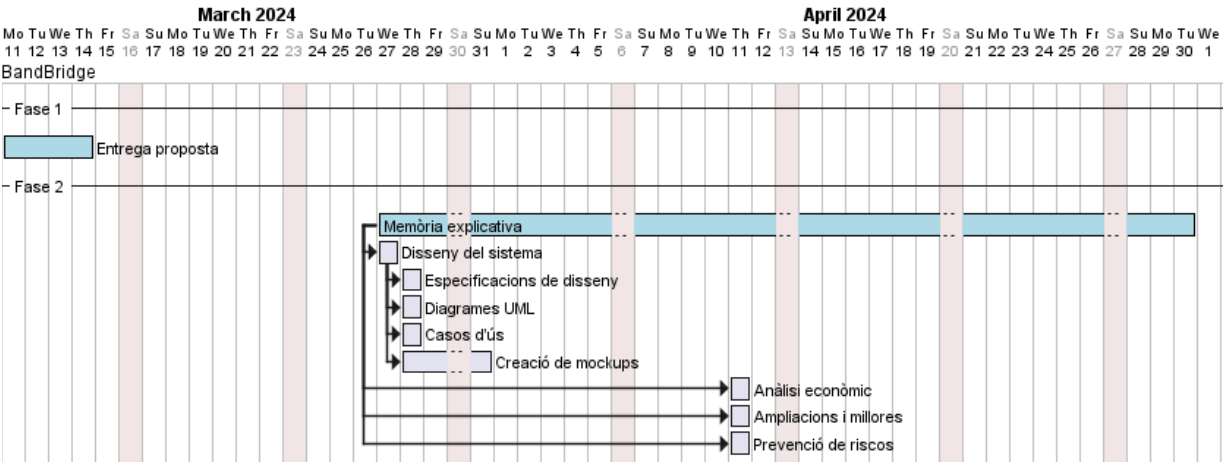 March 2024 April 2024
Mo Tu We Th Fr Sa Su Mo Tu We Th Fr Sa Su Mo Tu We Th Fr Sa Su Mo Tu We Th Fr Sa Su Mo Tu We Th Fr Sa Su Mo Tu We Th Fr Sa Su Mo Tu We Th Fr Sa Su Mo Tu We
11 12 13 14 15 16 17 18 19 20 21 22 23 24 25 26 27 28 29 30 31 1 2 3 4 5 6 7 8 9 10 11 12 13 14 15 16 17 18 19 20 21 22 23 24 25 26 27 28 29 30 1
BandBridge
Fase 1
Entrega proposta
Fase 2
Memòria explicativa
Disseny del sistema
Especificacions de disseny
Diagrames UML
Casos d'ús
Creació de mockups
Anàlisi econòmic
Ampliacions i millores
Prevenció de riscos